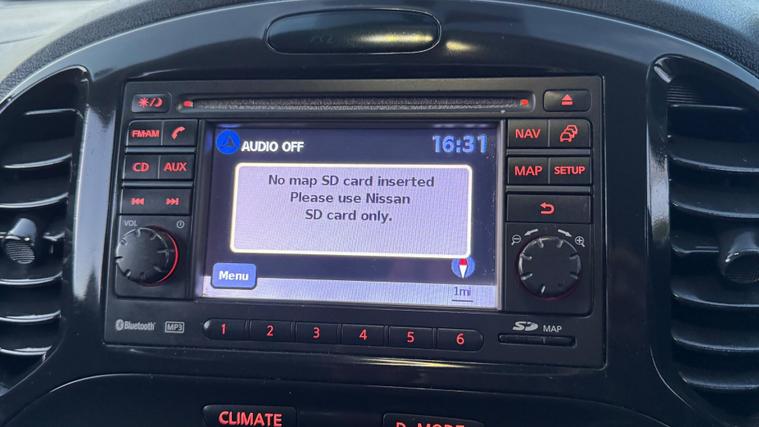 AUDIO OFF
16:31
No map SD card inserted
Please use Nissan
SD card only.
Menu
1mi
FM·AM
CD AUX
VOL
NAV
MAP SETUP
Bluetooth MP3
1 2 3 4 5 6
SD MAP
CLIMATE
D-MODE